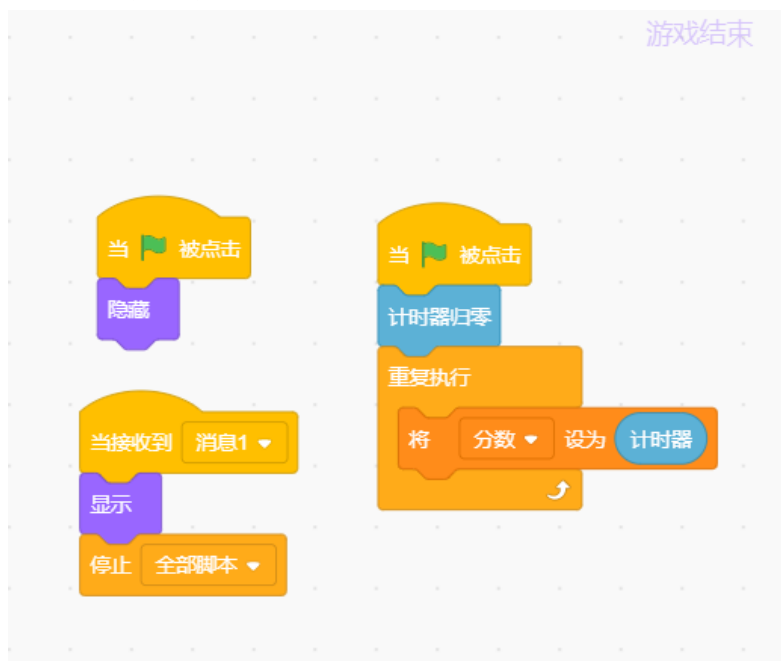 游戏结束
当 被点击
隐藏
当接收到 消息1
显示
停止 全部脚本
当 被点击
计时器归零
重复执行
将 分数 设为 计时器